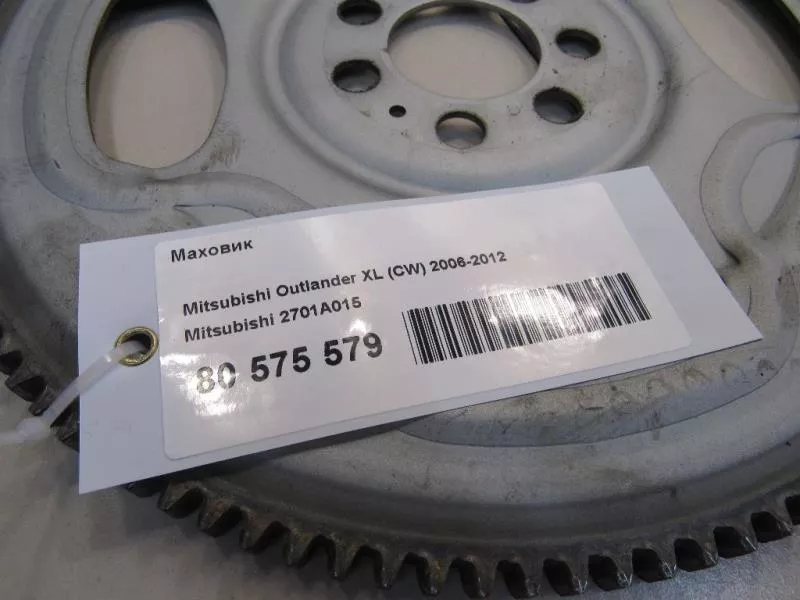 Маховик
Mitsubishi Outlander XL (CW) 2006-2012
Mitsubishi 2701A015
80 575 579